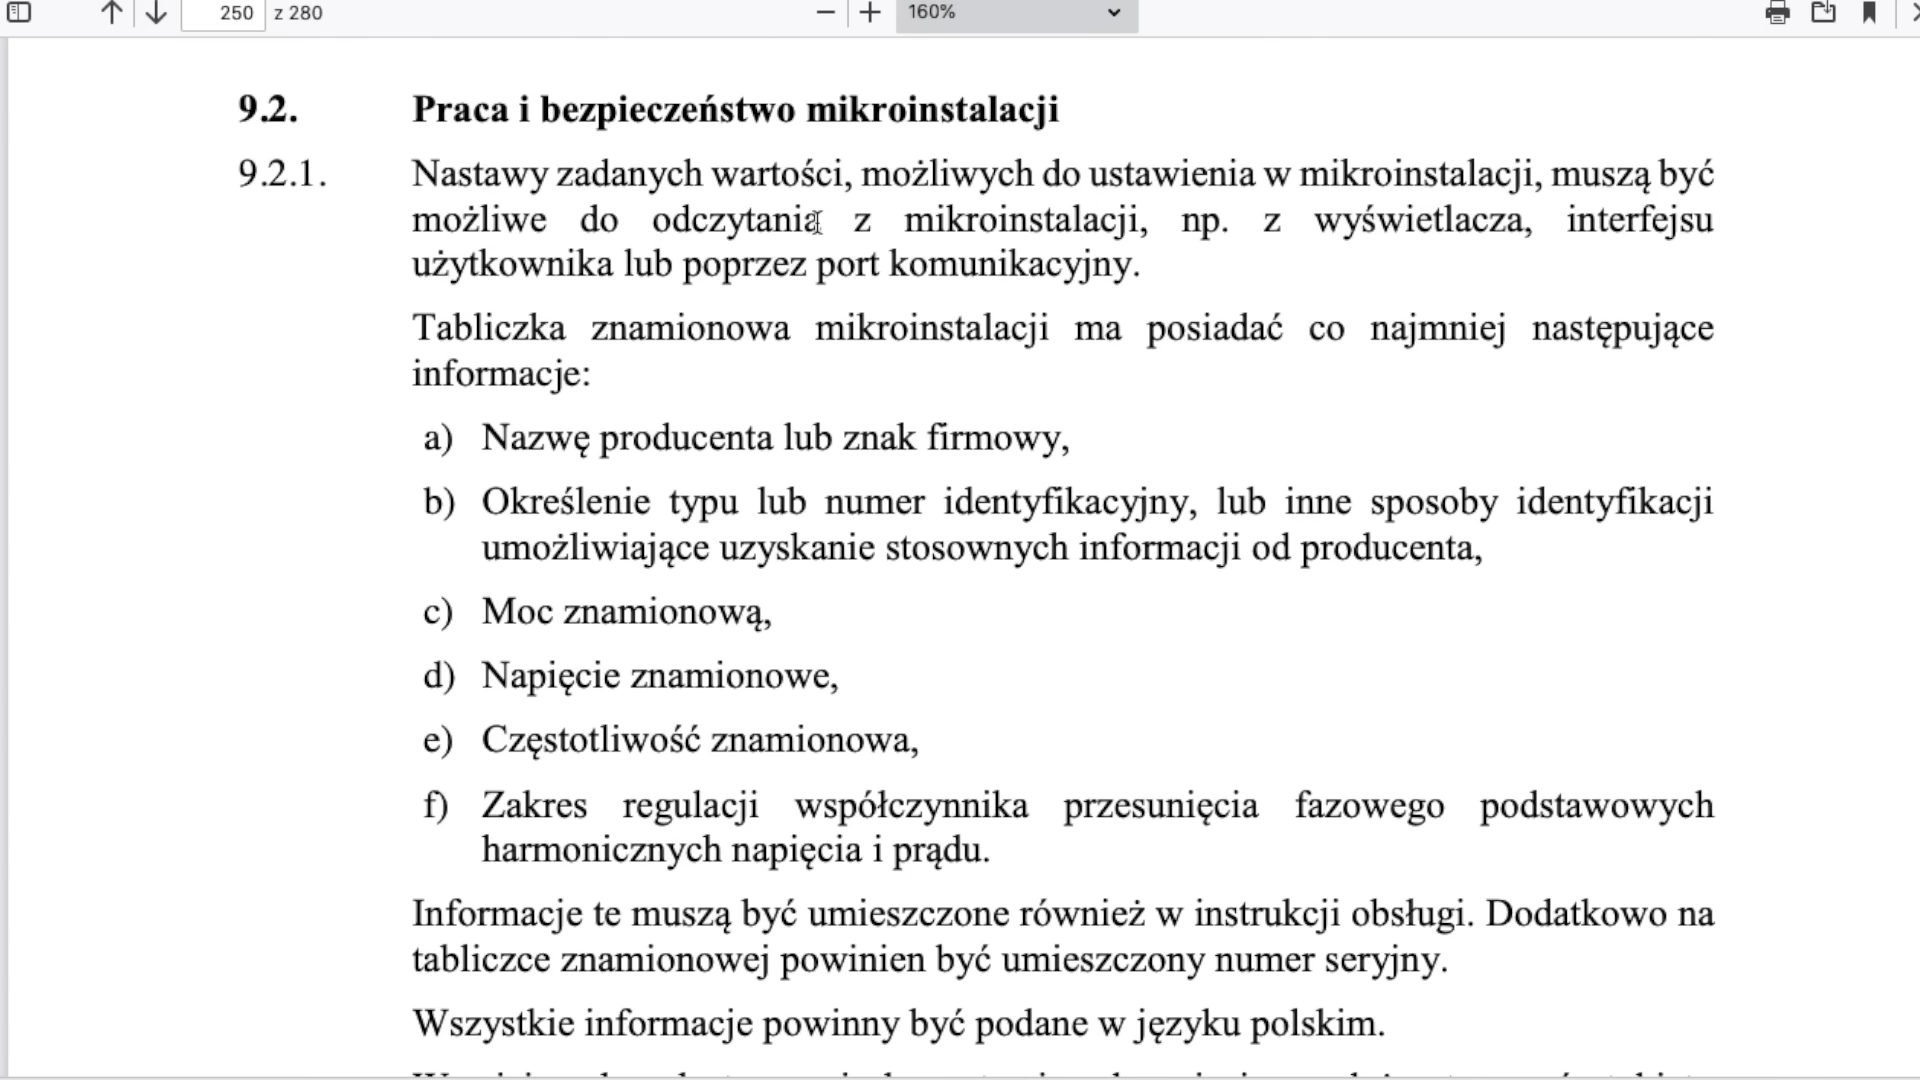 250 z 280 160%
9.2. Praca i bezpieczeństwo mikroinstalacji
9.2.1. Nastawy zadanych wartości, możliwych do ustawienia w mikroinstalacji, muszą być
możliwe do odczytania z mikroinstalacji, np. z wyświetlacza, interfejsu
użytkownika lub poprzez port komunikacyjny.
Tabliczka znamionowa mikroinstalacji ma posiadać co najmniej następujące
informacje:
a) Nazwę producenta lub znak firmowy,
b) Określenie typu lub numer identyfikacyjny, lub inne sposoby identyfikacji
umożliwiające uzyskanie stosownych informacji od producenta,
c) Moc znamionową,
d) Napięcie znamionowe,
e) Częstotliwość znamionowa,
f) Zakres regulacji współczynnika przesunięcia fazowego podstawowych
harmonicznych napięcia i prądu.
Informacje te muszą być umieszczone również w instrukcji obsługi. Dodatkowo na
tabliczce znamionowej powinien być umieszczony numer seryjny.
Wszystkie informacje powinny być podane w języku polskim.